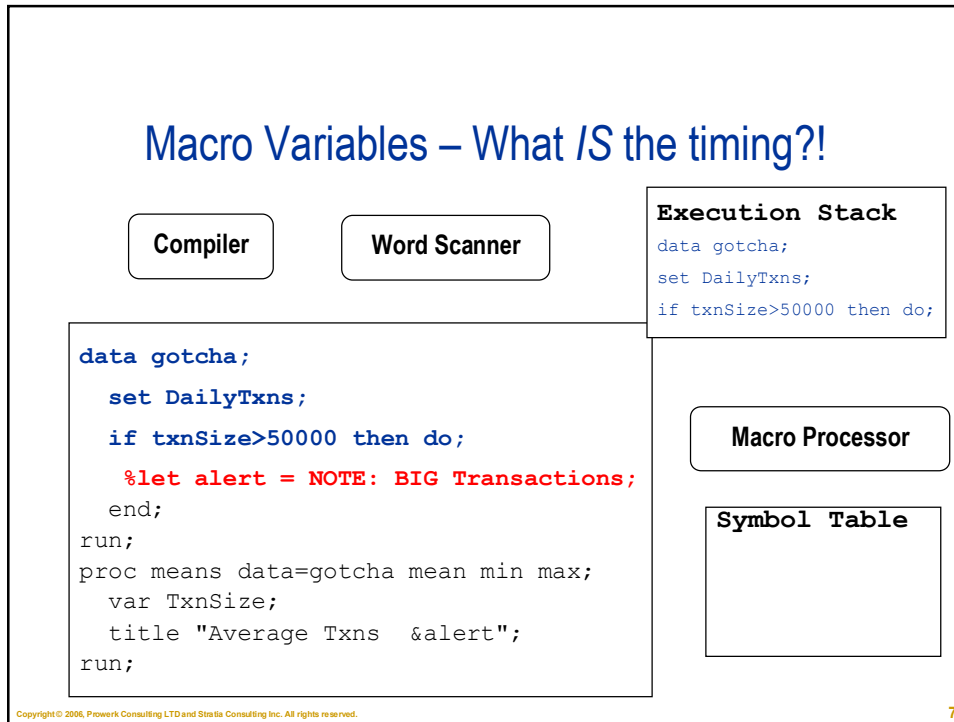 Macro Variables – What IS the timing?!
Compiler
Word Scanner
Execution Stack
data gotcha;
set DailyTxns;
if txnSize>50000 then do;
data gotcha;
set DailyTxns;
if txnSize>50000 then do;
%let alert = NOTE: BIG Transactions;
end;
run;
proc means data=gotcha mean min max;
var TxnSize;
title "Average Txns  &alert";
run;
Macro Processor
Symbol Table
Copyright © 2006, Prowerk Consulting LTD and Stratia Consulting Inc. All rights reserved.
7